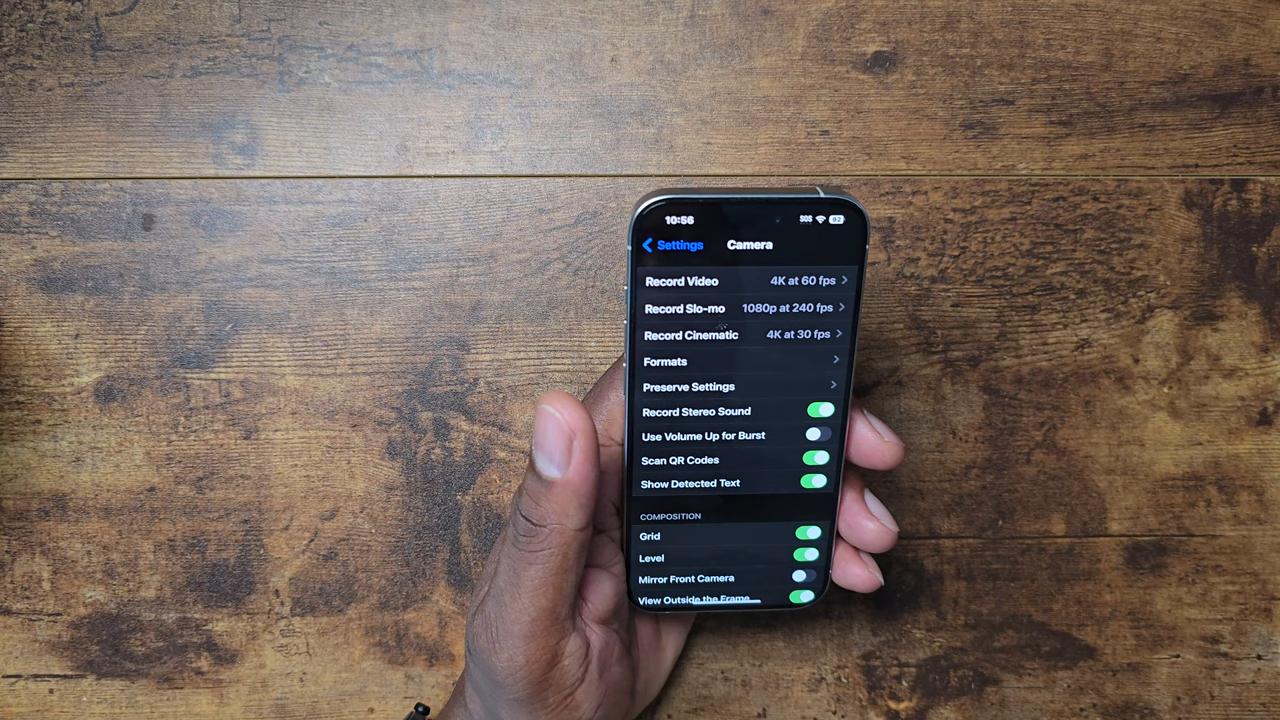 10:56 SOS 92
Settings Camera
Record Video 4K at 60 fps
Record Slo-mo 1080p at 240 fps
Record Cinematic 4K at 30 fps
Formats
Preserve Settings
Record Stereo Sound
Use Volume Up for Burst
Scan QR Codes
Show Detected Text
COMPOSITION
Grid
Level
Mirror Front Camera
View Outside the Frame